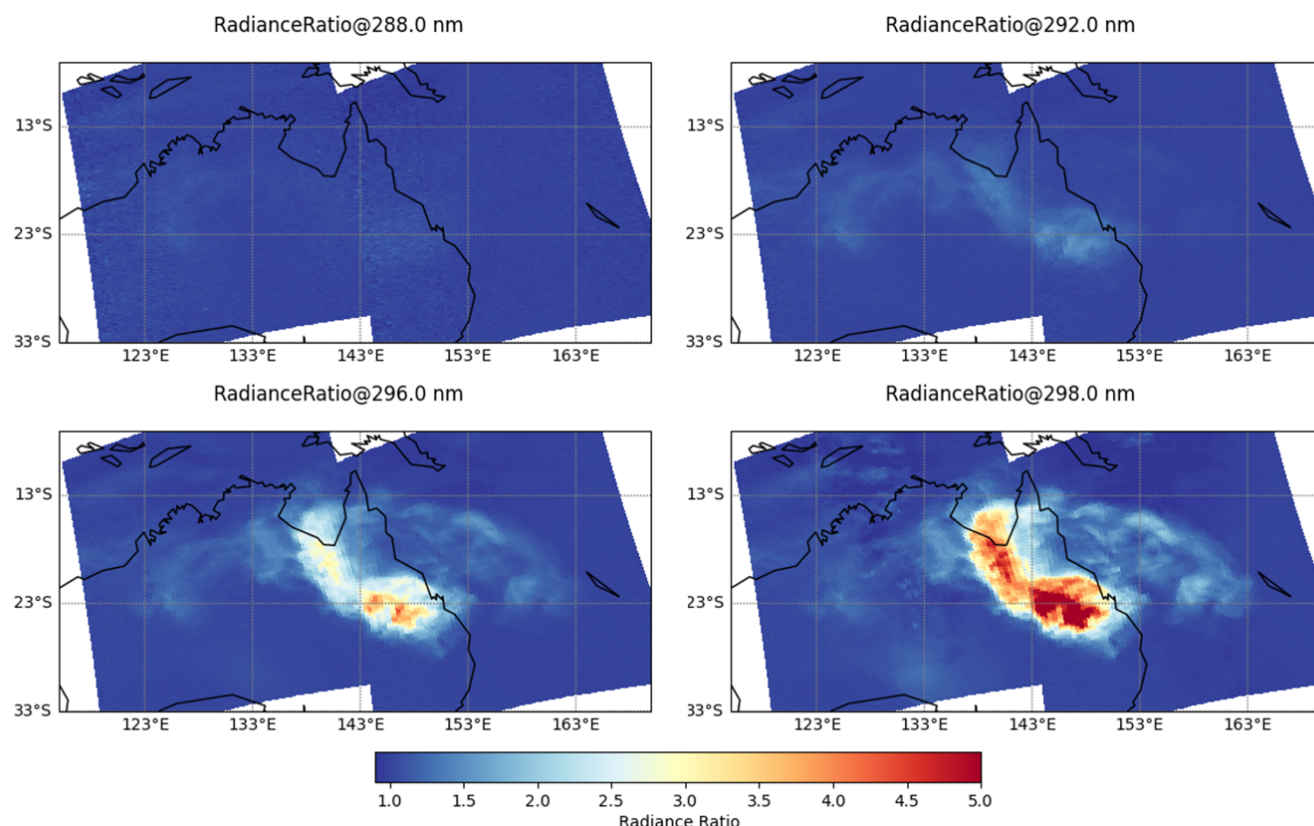 RadianceRatio@288.0 nm
RadianceRatio@292.0 nm
13°S
23°S
33°S
123°E 133°E 143°E 153°E 163°E
13°S
23°S
33°S
123°E 133°E 143°E 153°E 163°E
RadianceRatio@296.0 nm
RadianceRatio@298.0 nm
13°S
23°S
33°S
123°E 133°E 143°E 153°E 163°E
13°S
23°S
33°S
123°E 133°E 143°E 153°E 163°E
1.0 1.5 2.0 2.5 3.0 3.5 4.0 4.5 5.0
Radiance Ratio